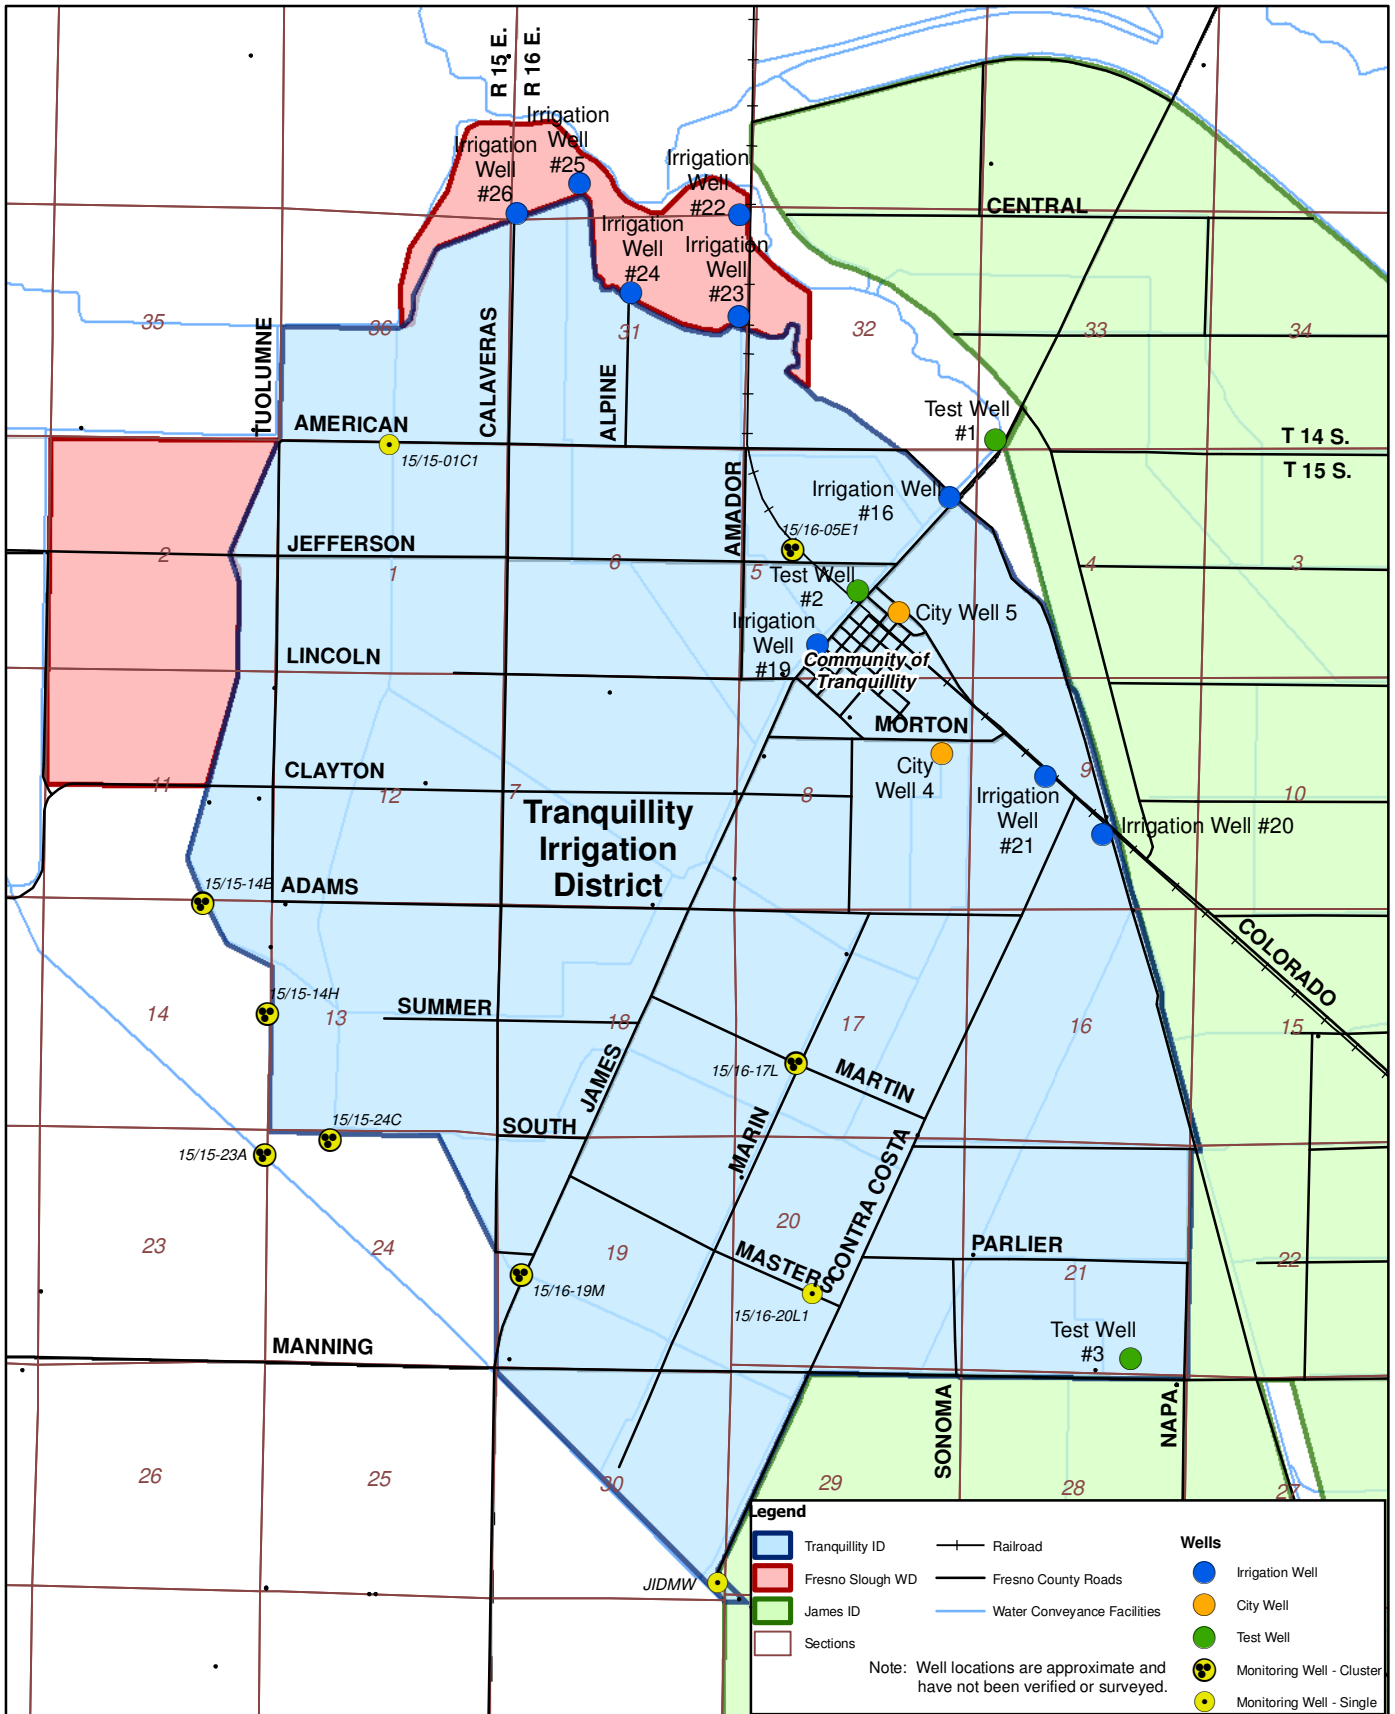 R 15 E.
R 16 E.
Irrigation
Well
#25
Irrigation
Well
#26
Irrigation
Well
#22
CENTRAL
Irrigation
Well
#24
Irrigation
Well
#23
35
36
31
32
33
34
TUOLUMNE
CALAVERAS
ALPINE
AMERICAN
15/15-01C1
Test Well
#1
T 14 S.
T 15 S.
AMADOR
Irrigation Well
#16
15/16-05E1
JEFFERSON
2
1
6
5
4
3
Test Well
#2
City Well 5
Irrigation
Well
#19
LINCOLN
Community of
Tranquillity
MORTON
City
Well 4
CLAYTON
11
12
7
8
9
10
Irrigation
Well
#21
Irrigation Well #20
Tranquillity
Irrigation
District
15/15-14B
ADAMS
COLORADO
15/15-14H
SUMMER
14
13
18
17
16
15
JAMES
15/16-17L
MARTIN
15/15-24C
SOUTH
MARIN
CONTRA COSTA
15/15-23A
23
24
19
20
21
22
PARLIER
MASTERS
15/16-19M
15/16-20L1
Test Well
#3
MANNING
SONOMA
NAPA
26
25
30
29
28
27
JIDMW
Legend
Tranquillity ID
Fresno Slough WD
James ID
Sections
Railroad
Fresno County Roads
Water Conveyance Facilities
Wells
Irrigation Well
City Well
Test Well
Monitoring Well - Cluster
Monitoring Well - Single
Note: Well locations are approximate and
have not been verified or surveyed.